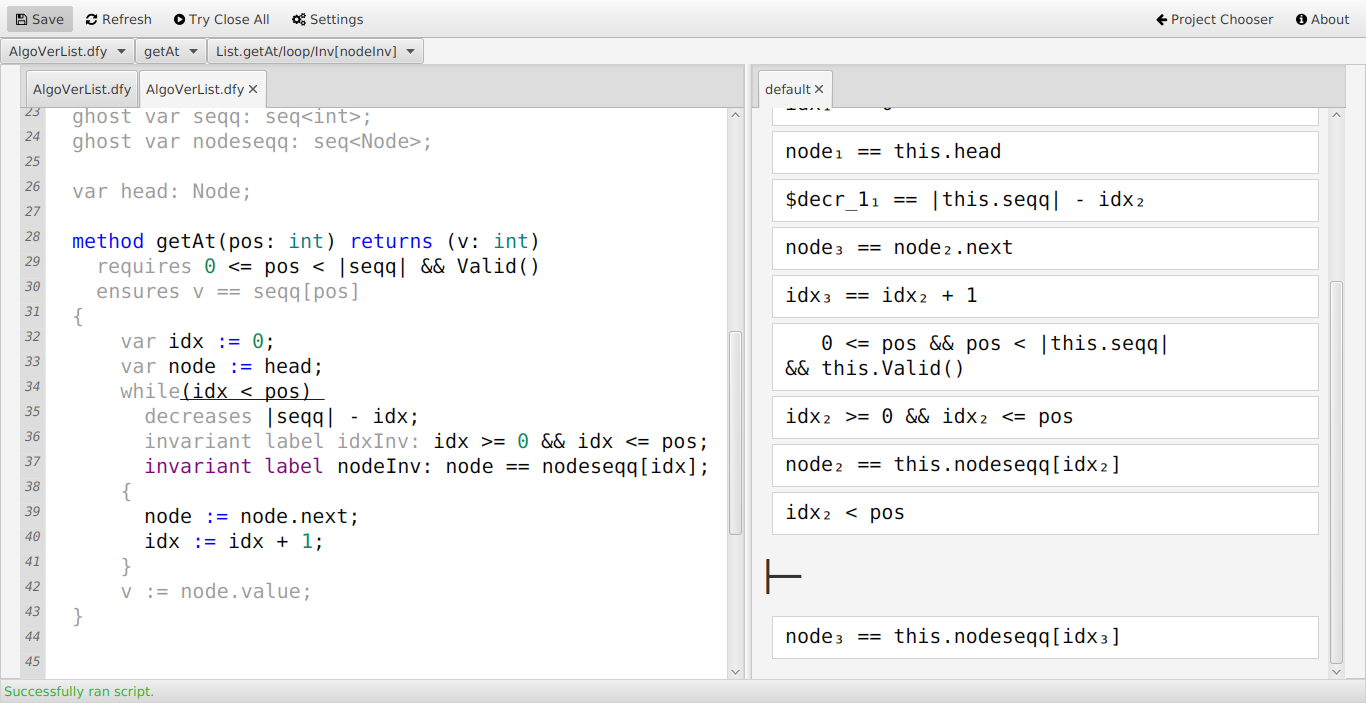 Save Refresh Try Close All Settings Project Chooser About
AlgoVerList.dfy getAt List.getAt/loop/Inv[nodeInv]
AlgoVerList.dfy AlgoVerList.dfy
23 ghost var seqq: seq<int>;
24 ghost var nodeseqq: seq<Node>;
25
26 var head: Node;
27
28 method getAt(pos: int) returns (v: int)
29 requires 0 <= pos < |seqq| && Valid()
30 ensures v == seqq[pos]
31 {
32 var idx := 0;
33 var node := head;
34 while(idx < pos)
35 decreases |seqq| - idx;
36 invariant label idxInv: idx >= 0 && idx <= pos;
37 invariant label nodeInv: node == nodeseqq[idx];
38 {
39 node := node.next;
40 idx := idx + 1;
41 }
42 v := node.value;
43 }
44
45
default
node₁ == this.head
$decr_1₁ == |this.seqq| - idx₂
node₃ == node₂.next
idx₃ == idx₂ + 1
0 <= pos && pos < |this.seqq|
&& this.Valid()
idx₂ >= 0 && idx₂ <= pos
node₂ == this.nodeseqq[idx₂]
idx₂ < pos
node₃ == this.nodeseqq[idx₃]
Successfully ran script.